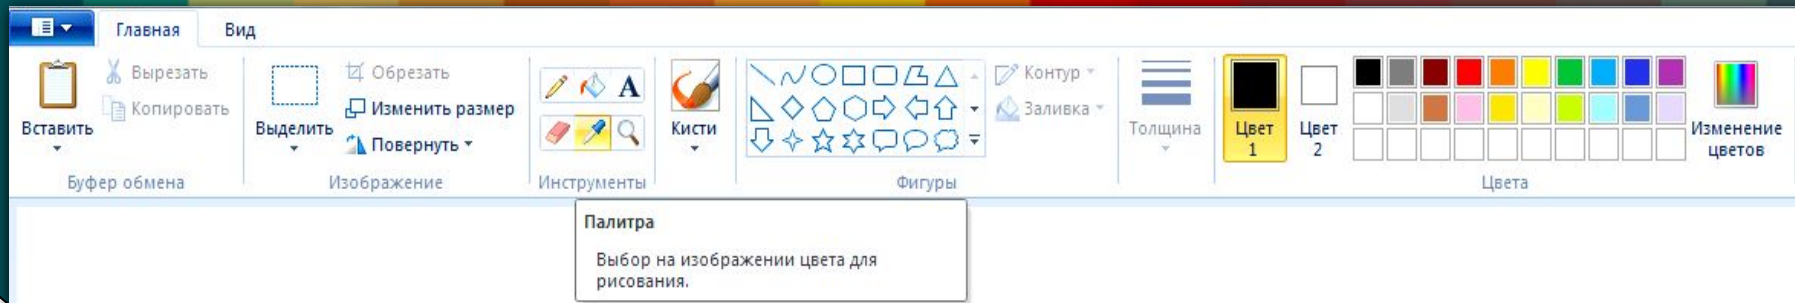 Главная Вид
Вставить
Вырезать
Копировать
Буфер обмена
Выделить
Обрезать
Изменить размер
Повернуть
Изображение
A
Инструменты
Кисти
Контур
Заливка
Фигуры
Толщина
Цвет
1
Цвет
2
Изменение
цветов
Цвета
Палитра
Выбор на изображении цвета для
рисования.